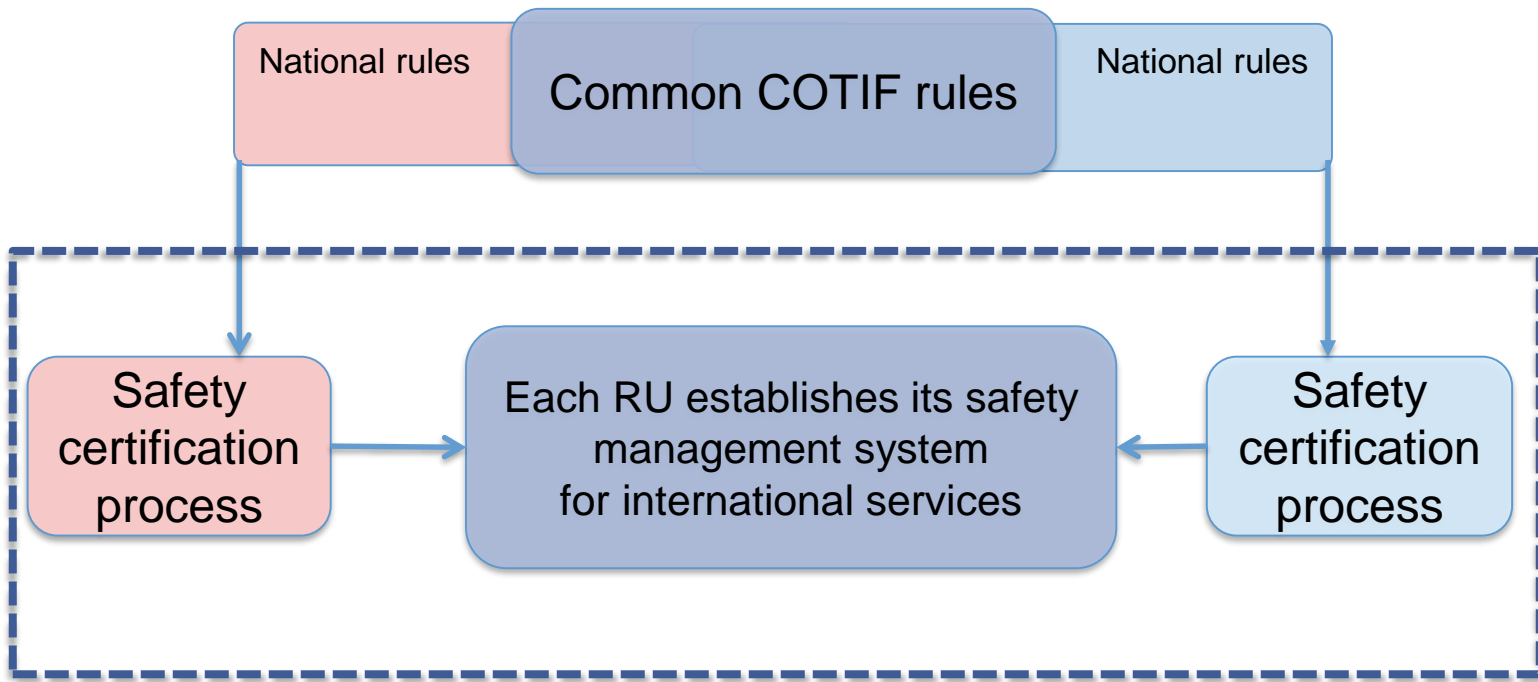 National rules
Common COTIF rules
National rules
Safety
certification
process
Each RU establishes its safety
management system
for international services
Safety
certification
process